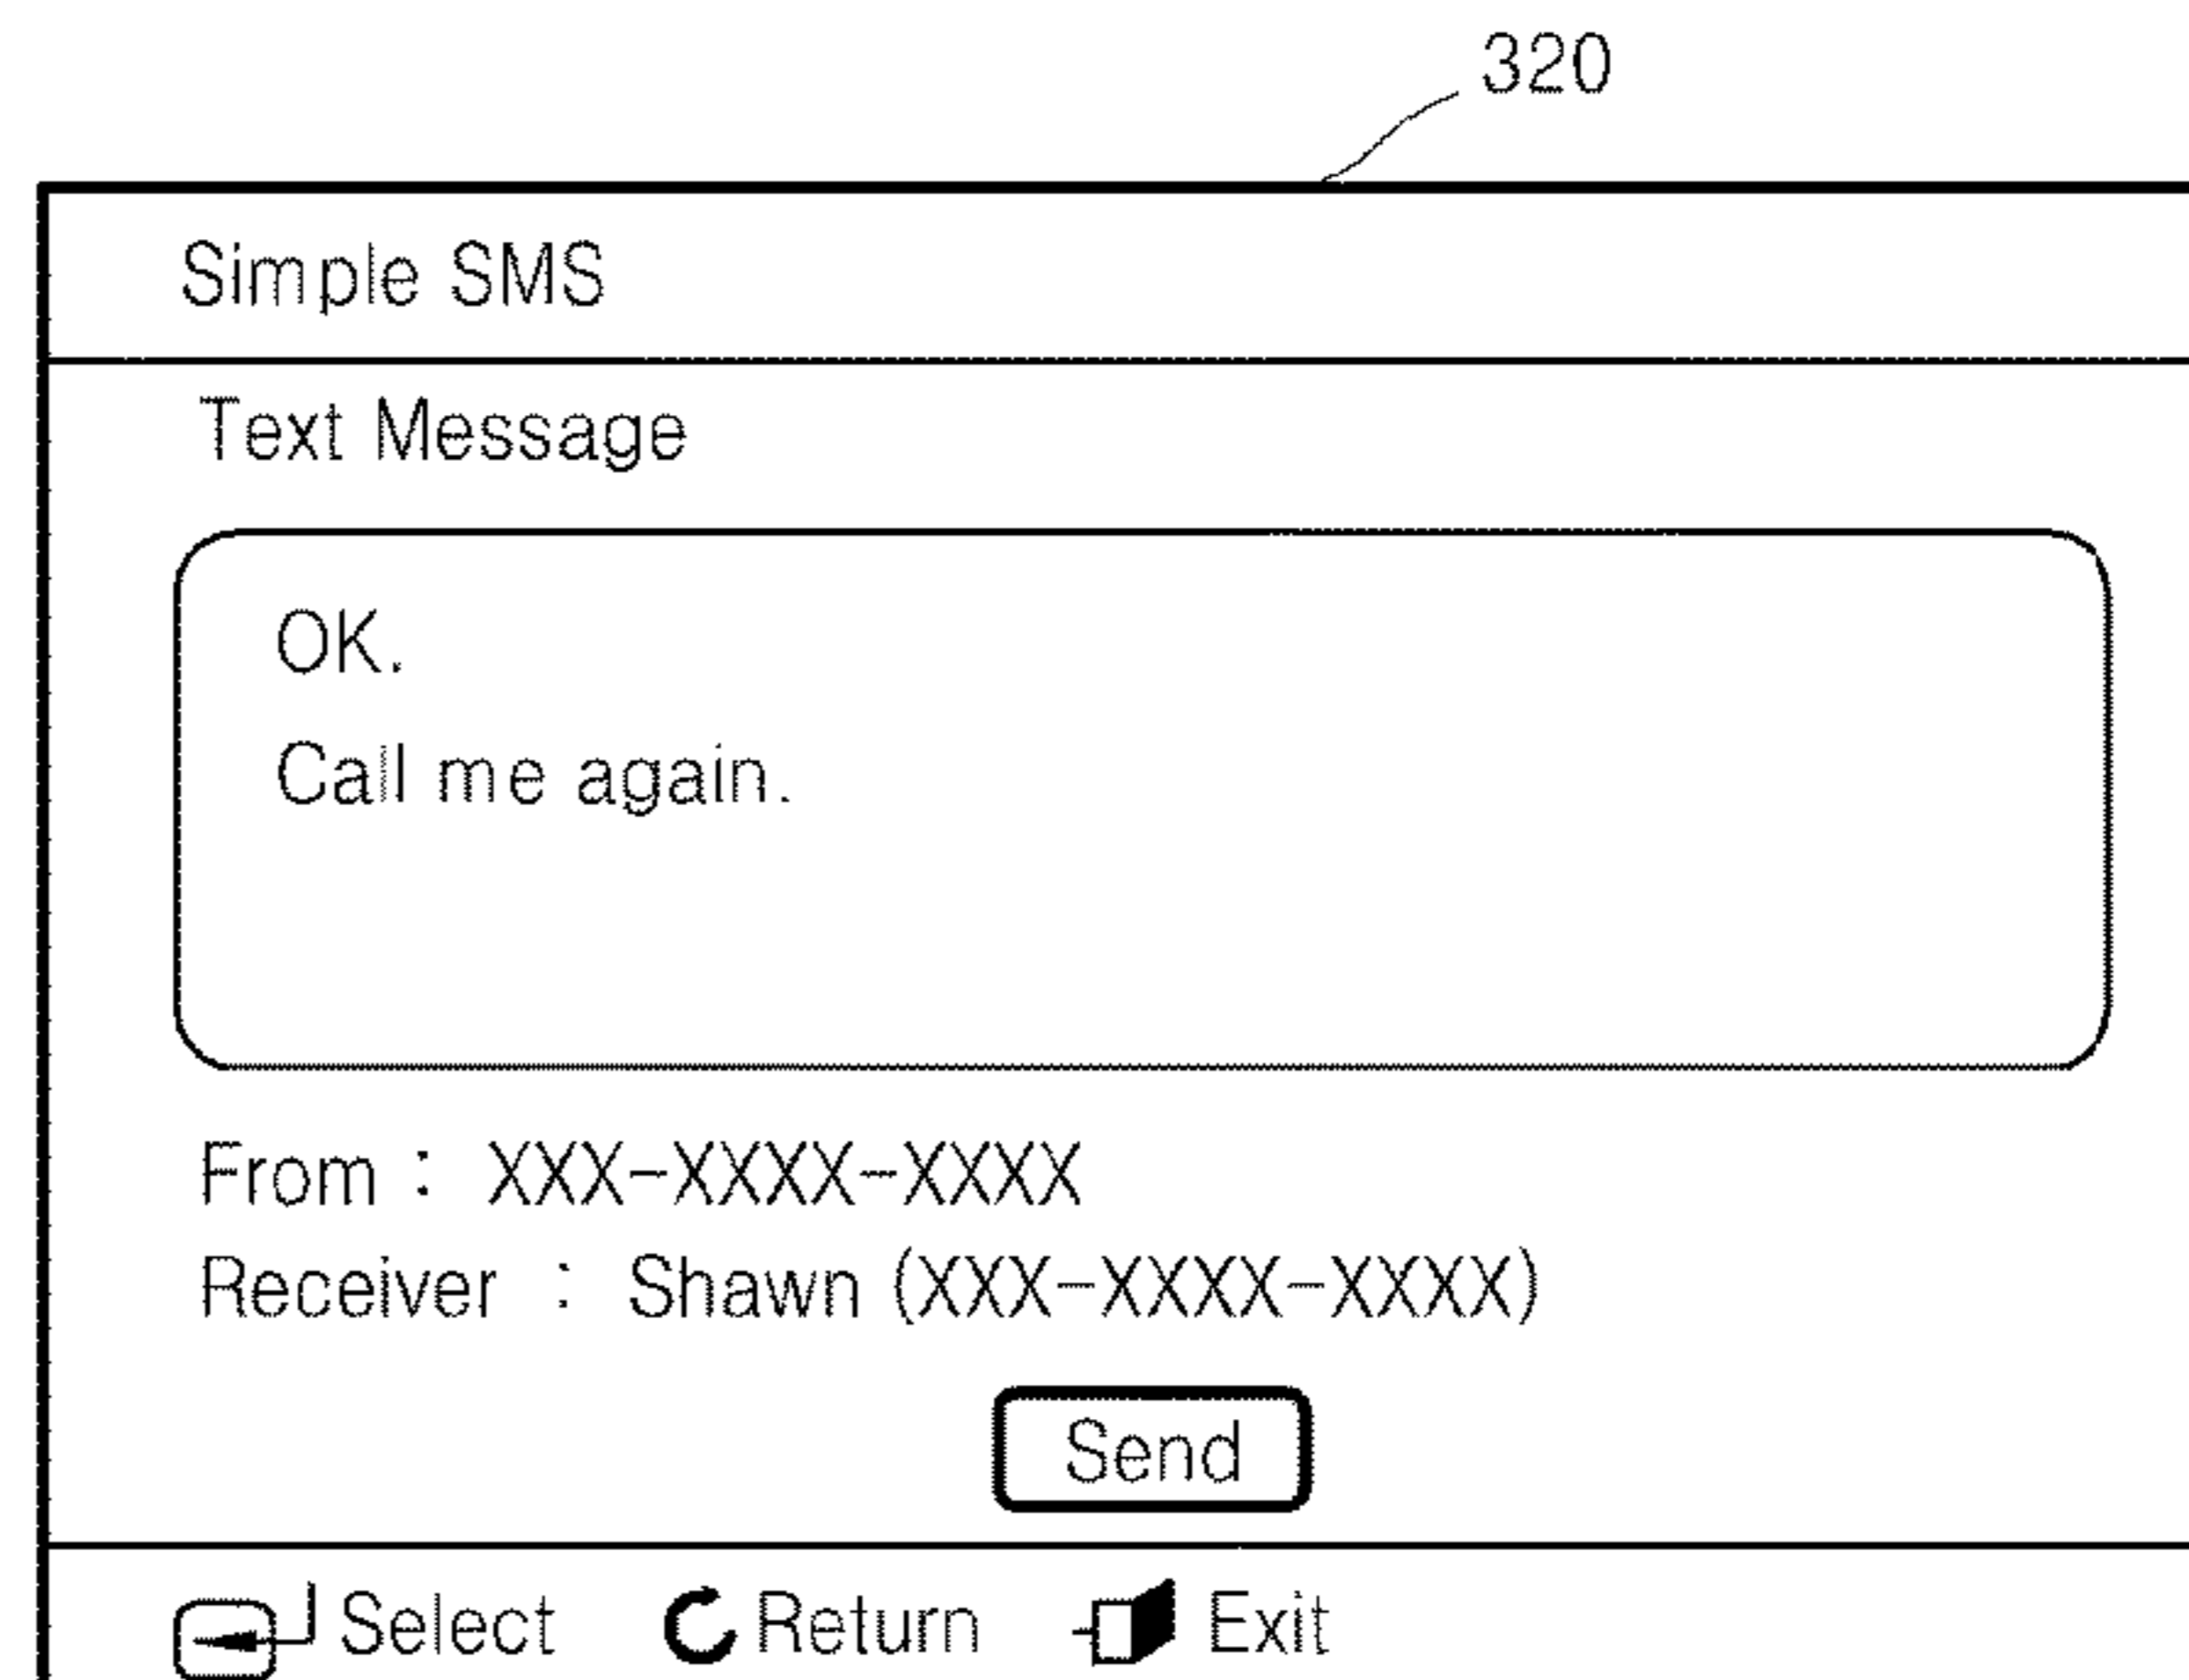 320
Simple SMS
Text Message
OK.
Call me again.
From : XXX-XXXX-XXXX
Receiver : Shawn (XXX-XXXX-XXXX)
Send
Select Return Exit